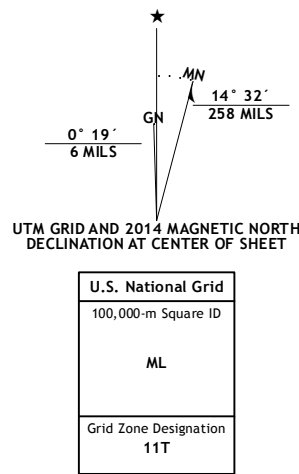 ★
MN
GN
14° 32´
258 MILS
0° 19´
6 MILS
UTM GRID AND 2014 MAGNETIC NORTH
DECLINATION AT CENTER OF SHEET
U.S. National Grid
100,000-m Square ID
ML
Grid Zone Designation
11T